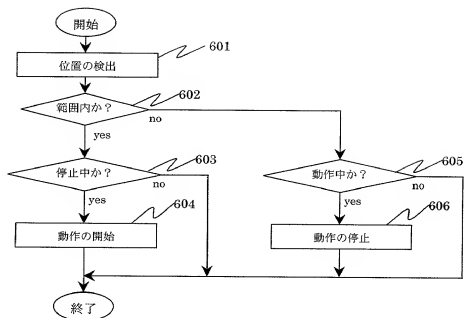 開始
位置の検出
601
範囲内か?
602
no
yes
停止中か?
603
no
yes
動作中か?
605
no
yes
動作の開始
604
動作の停止
606
終了